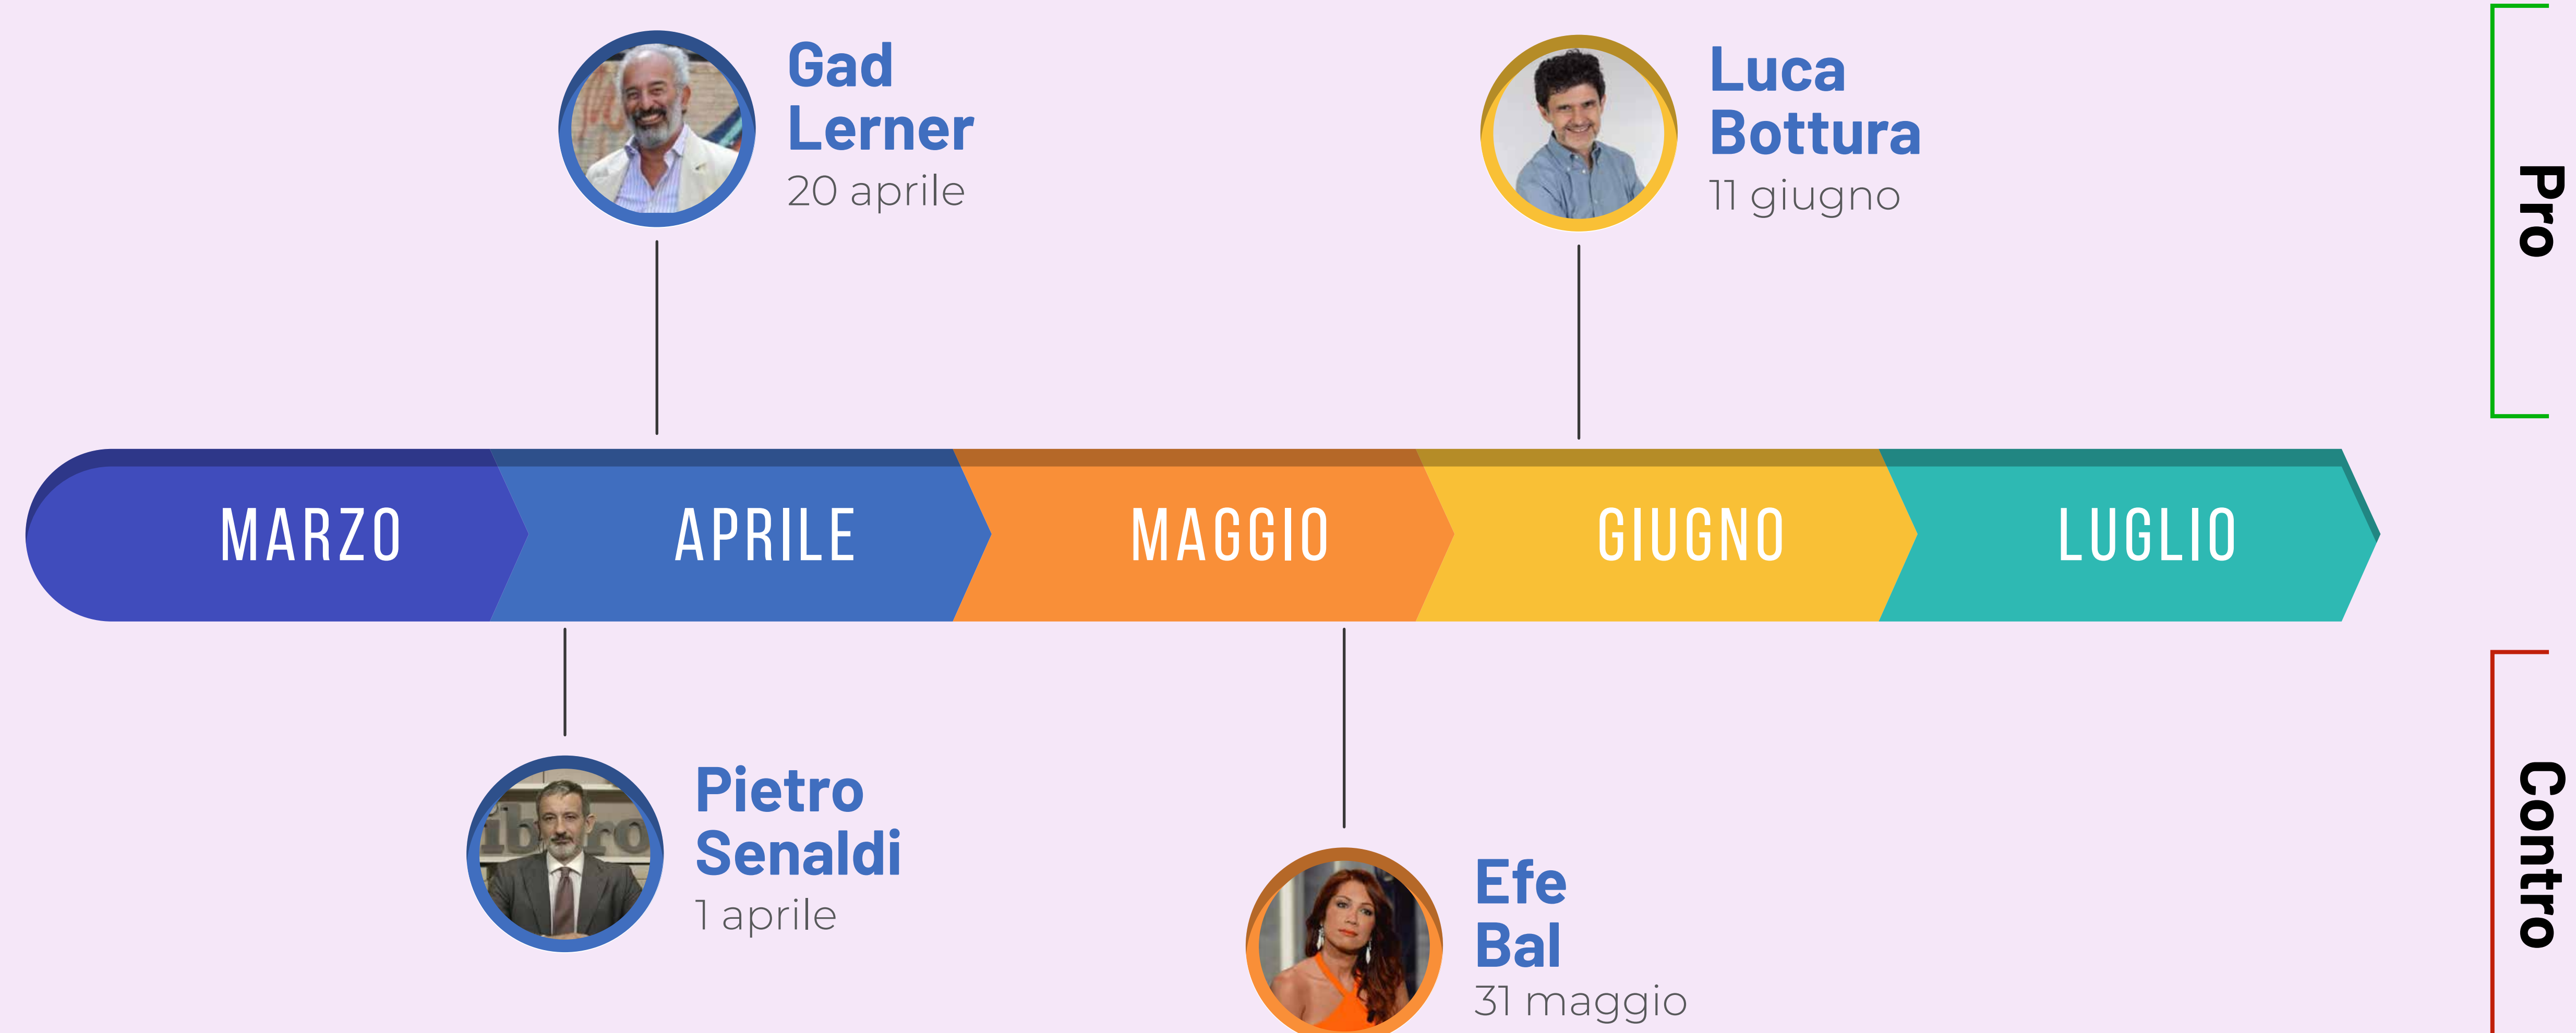 Gad
Lerner
20 aprile
Luca
Bottura
11 giugno
Pro
MARZO
APRILE
MAGGIO
GIUGNO
LUGLIO
Pietro
Senaldi
1 aprile
Efe
Bal
31 maggio
Contro